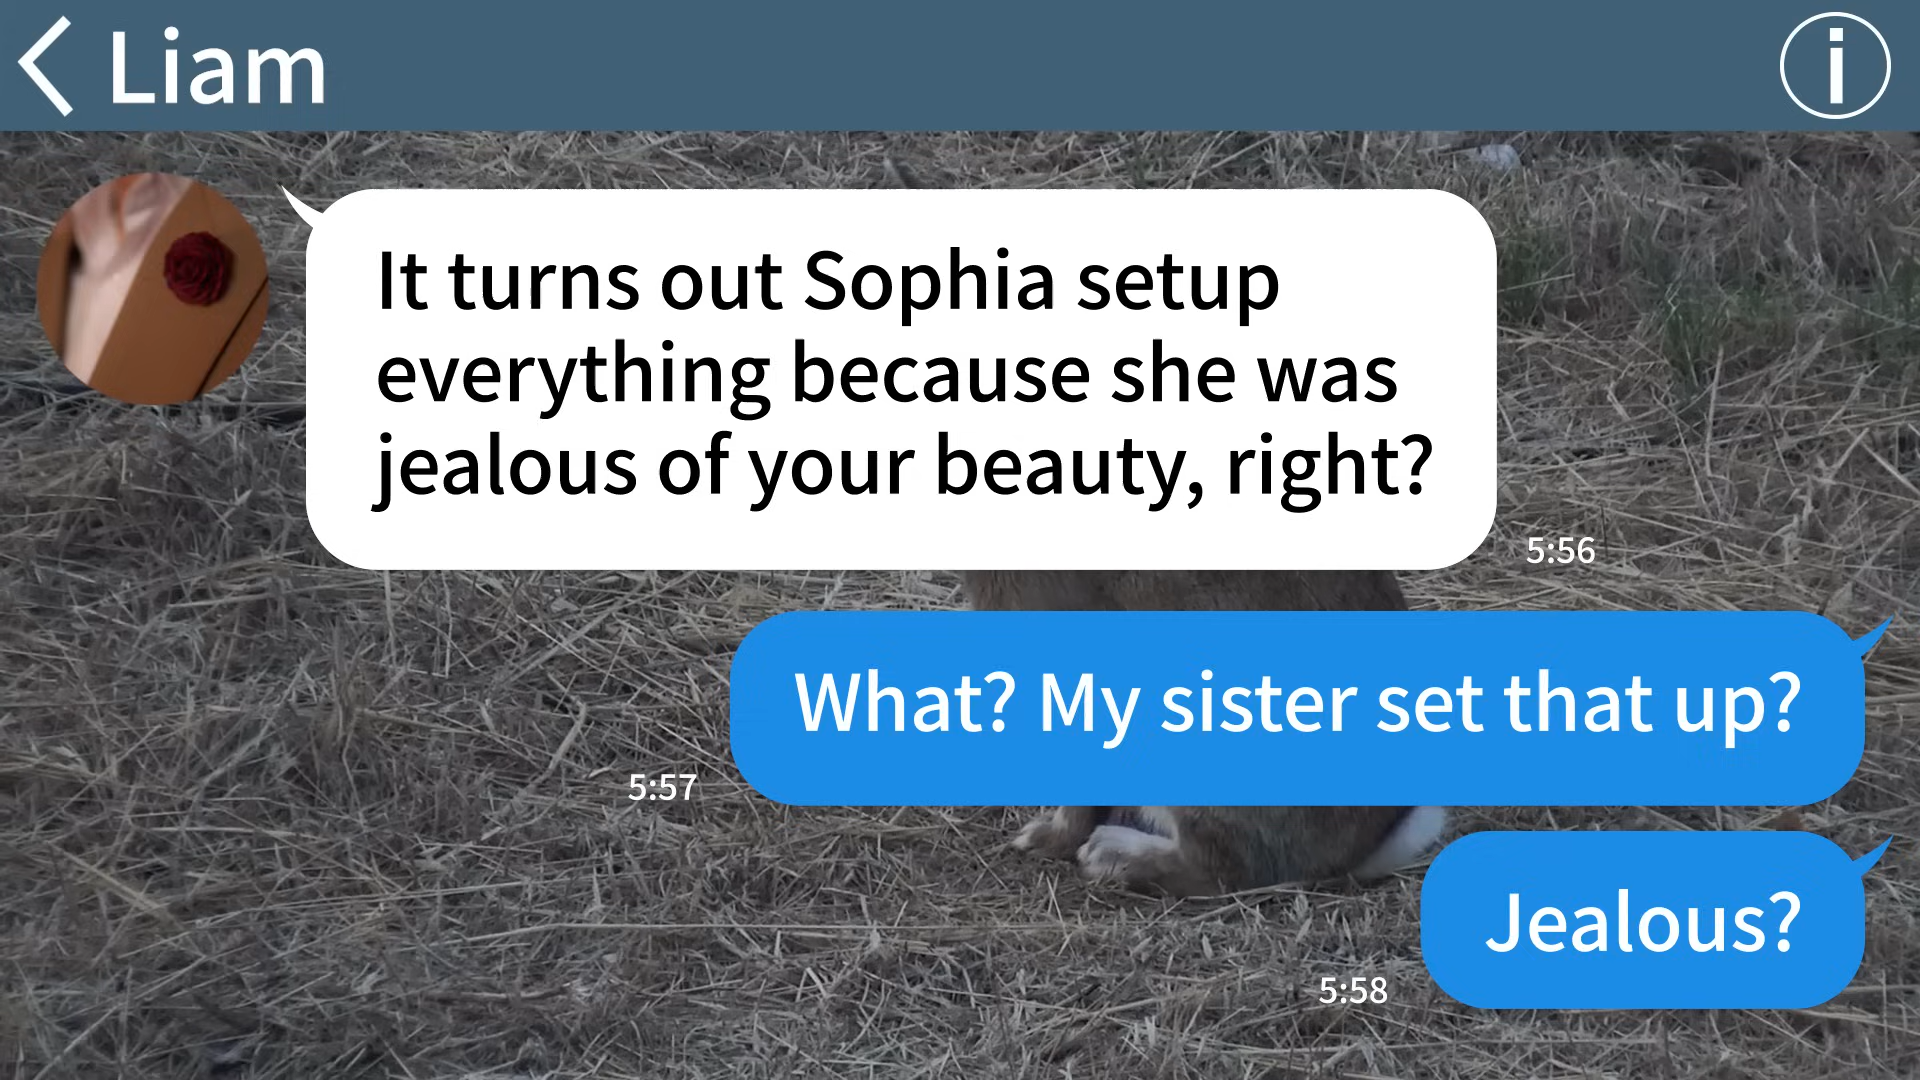 Liam
i
It turns out Sophia setup
everything because she was
jealous of your beauty, right?
5:56
What? My sister set that up?
5:57
Jealous?
5:58